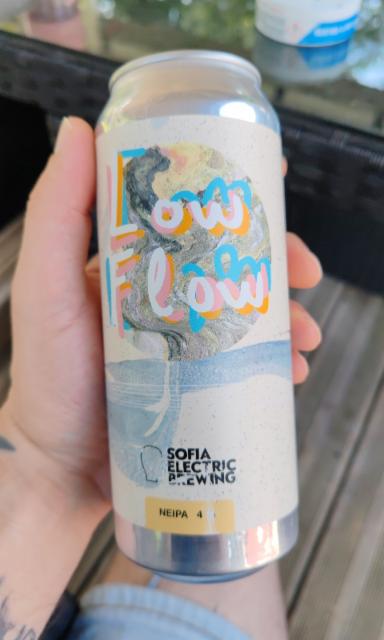 Low
Flow
SOFIA
ELECTRIC
BREWING
NEIPA 4